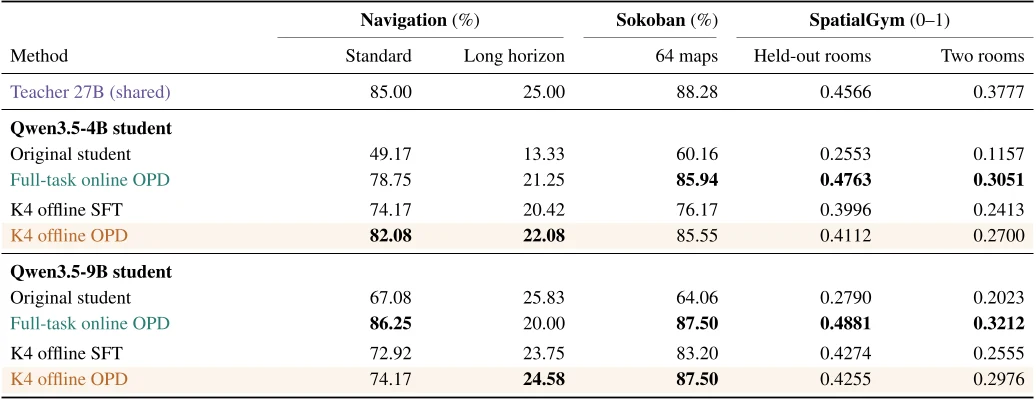 Navigation (%) Sokoban (%) SpatialGym (0–1)
Method Standard Long horizon 64 maps Held-out rooms Two rooms
Teacher 27B (shared) 85.00 25.00 88.28 0.4566 0.3777
Qwen3.5-4B student
Original student 49.17 13.33 60.16 0.2553 0.1157
Full-task online OPD 78.75 21.25 85.94 0.4763 0.3051
K4 offline SFT 74.17 20.42 76.17 0.3996 0.2413
K4 offline OPD 82.08 22.08 85.55 0.4112 0.2700
Qwen3.5-9B student
Original student 67.08 25.83 64.06 0.2790 0.2023
Full-task online OPD 86.25 20.00 87.50 0.4881 0.3212
K4 offline SFT 72.92 23.75 83.20 0.4274 0.2555
K4 offline OPD 74.17 24.58 87.50 0.4255 0.2976